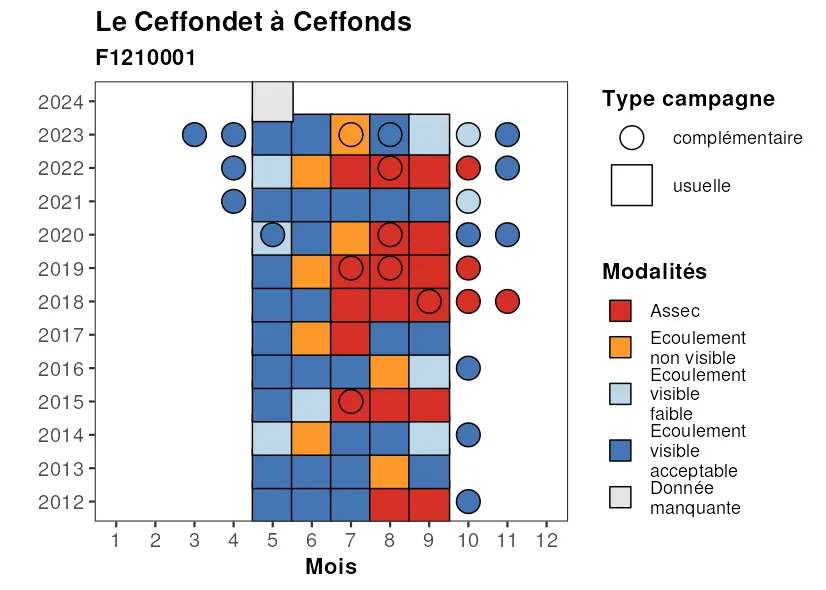 Le Ceffondet à Ceffonds
F1210001
2024
2023
2022
2021
2020
2019
2018
2017
2016
2015
2014
2013
2012
1 2 3 4 5 6 7 8 9 10 11 12
Mois
Type campagne
complémentaire
usuelle
Modalités
Assec
Ecoulement
non visible
Ecoulement
visible
faible
Ecoulement
visible
acceptable
Donnée
manquante